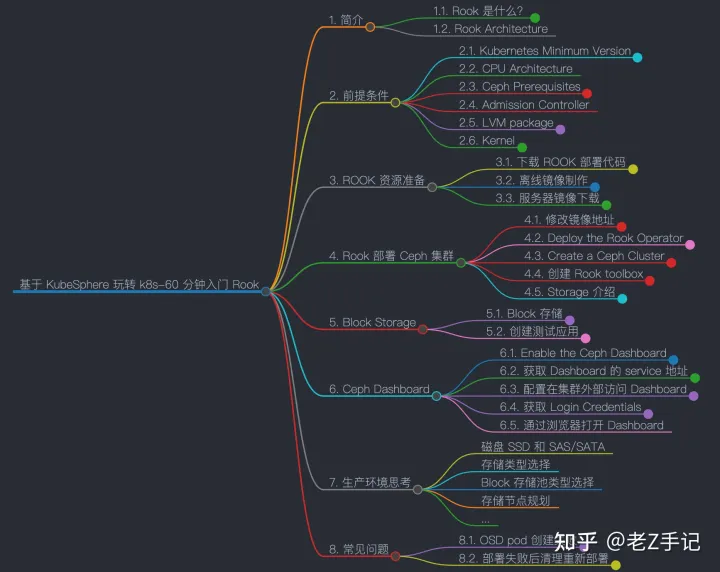 基于 KubeSphere 玩转 k8s-60 分钟入门 Rook
1. 简介
1.1. Rook 是什么?
1.2. Rook Architecture
2. 前提条件
2.1. Kubernetes Minimum Version
2.2. CPU Architecture
2.3. Ceph Prerequisites
2.4. Admission Controller
2.5. LVM package
2.6. Kernel
3. ROOK 资源准备
3.1. 下载 ROOK 部署代码
3.2. 离线镜像制作
3.3. 服务器镜像下载
4. Rook 部署 Ceph 集群
4.1. 修改镜像地址
4.2. Deploy the Rook Operator
4.3. Create a Ceph Cluster
4.4. 创建 Rook toolbox
4.5. Storage 介绍
5. Block Storage
5.1. Block 存储
5.2. 创建测试应用
6. Ceph Dashboard
6.1. Enable the Ceph Dashboard
6.2. 获取 Dashboard 的 service 地址
6.3. 配置在集群外部访问 Dashboard
6.4. 获取 Login Credentials
6.5. 通过浏览器打开 Dashboard
7. 生产环境思考
磁盘 SSD 和 SAS/SATA
存储类型选择
Block 存储池类型选择
存储节点规划
...
8. 常见问题
8.1. OSD pod 创建
8.2. 部署失败后清理重新部署
知乎 @老Z手记